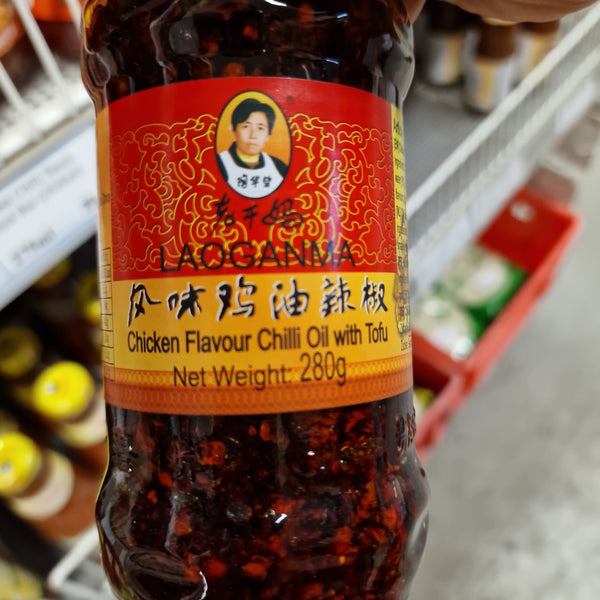 陶华碧
老干妈
LAOGANMA
风味鸡油辣椒
Chicken Flavour Chilli Oil with Tofu
Net Weight: 280g